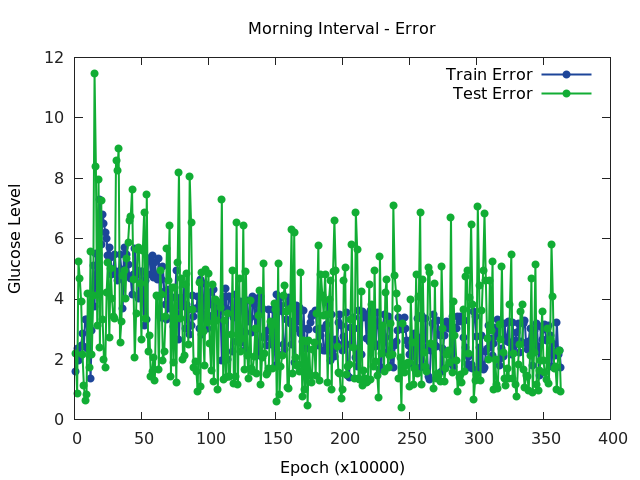 Morning Interval - Error
Train Error
Test Error
Glucose Level
12
10
8
6
4
2
0
0 50 100 150 200 250 300 350 400
Epoch (x10000)